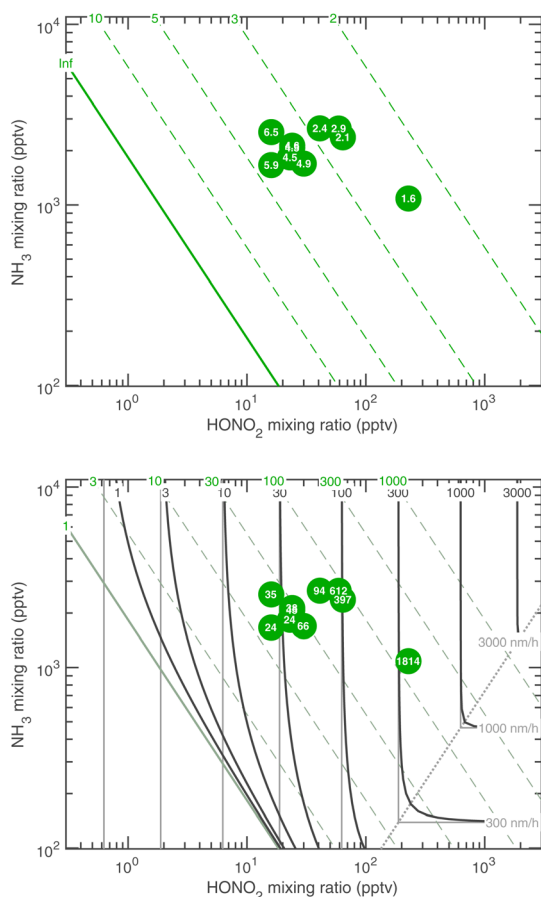 10 5 3 2
10⁴
Inf
2.4 2.9
6.5 2.1
4.5
5.9 4.9
NH₃ mixing ratio (pptv)
10³
1.6
10²
10⁰ 10¹ 10² 10³
HONO₂ mixing ratio (pptv)
3 10 30 100 300 1000
1 3 10 30 100 300 1000 3000
10⁴
1
35 94 612
397
38
24 24 66
3000 nm/h
NH₃ mixing ratio (pptv)
10³
1814
1000 nm/h
300 nm/h
10²
10⁰ 10¹ 10² 10³
HONO₂ mixing ratio (pptv)